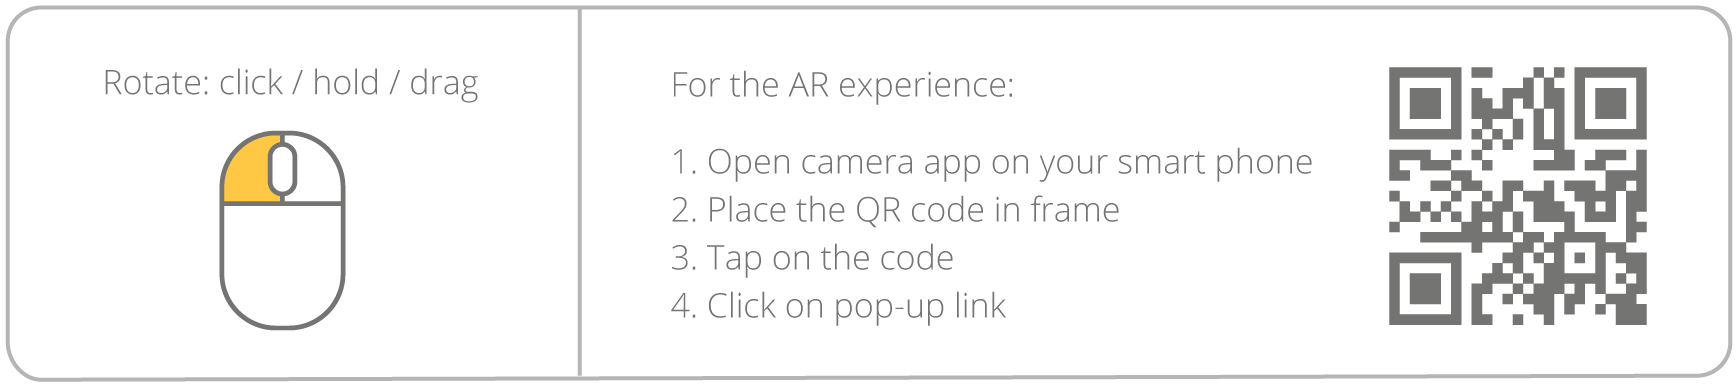 Rotate: click / hold / drag
For the AR experience:
1. Open camera app on your smart phone
2. Place the QR code in frame
3. Tap on the code
4. Click on pop-up link